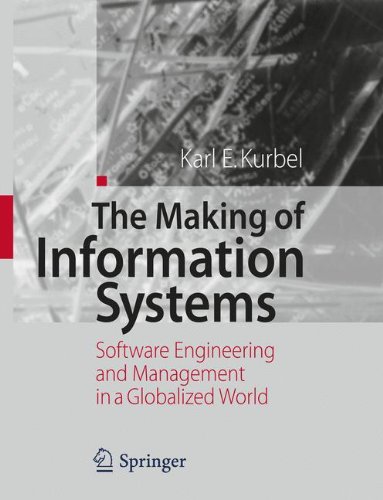 Karl E. Kurbel
The Making of
Information
Systems
Software Engineering
and Management
in a Globalized World
Springer